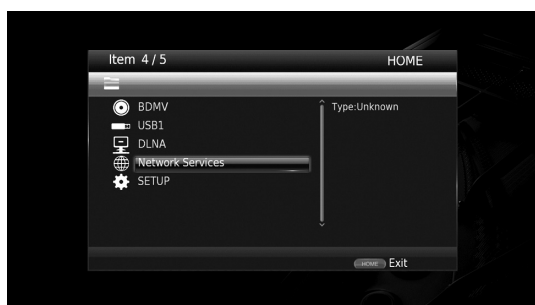 Item 4 / 5 HOME
BDMV Type:Unknown
USB1
DLNA
Network Services
SETUP
HOME Exit